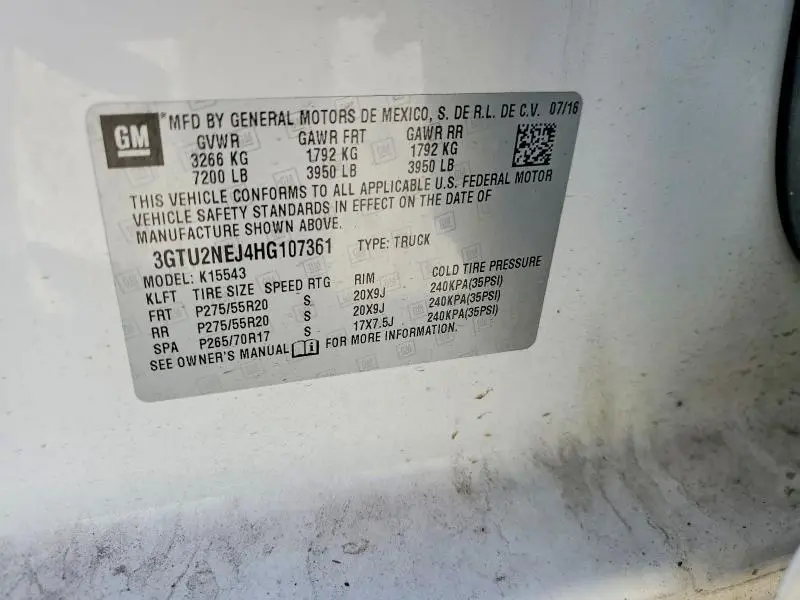 GM
*MFD BY GENERAL MOTORS DE MEXICO, S. DE R.L. DE C.V. 07/16
GVWR GAWR FRT GAWR RR
3266 KG 1792 KG 1792 KG
7200 LB 3950 LB 3950 LB
THIS VEHICLE CONFORMS TO ALL APPLICABLE U.S. FEDERAL MOTOR
VEHICLE SAFETY STANDARDS IN EFFECT ON THE DATE OF
MANUFACTURE SHOWN ABOVE.
3GTU2NEJ4HG107361 TYPE: TRUCK
MODEL: K15543
KLFT TIRE SIZE SPEED RTG RIM COLD TIRE PRESSURE
FRT P275/55R20 S 20X9J 240KPA(35PSI)
RR P275/55R20 S 20X9J 240KPA(35PSI)
SPA P265/70R17 S 17X7.5J 240KPA(35PSI)
SEE OWNER'S MANUAL FOR MORE INFORMATION.